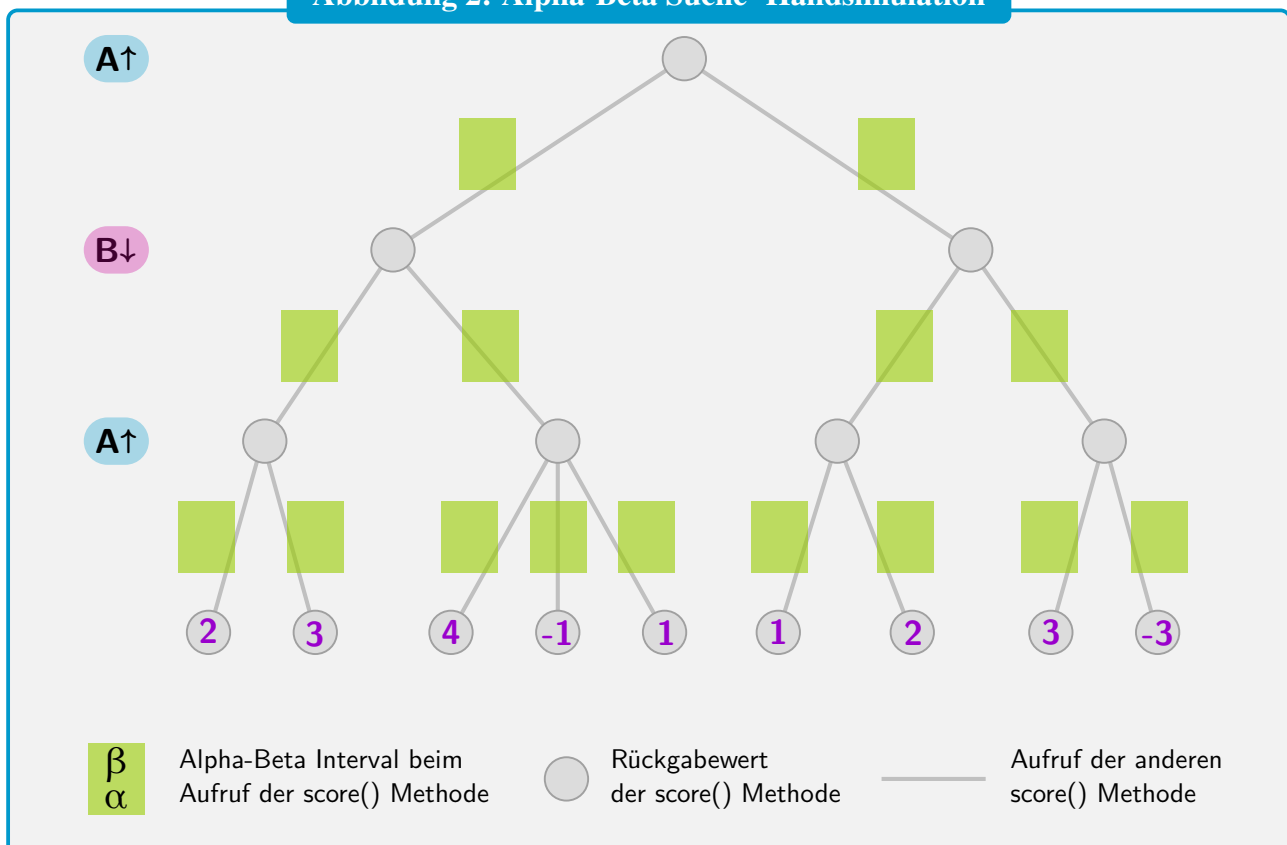 Abbildung 2: Alpha-Beta Suche Handsimulation
A↑
B↓
A↑
2 3 4 -1 1 1 2 3 -3
β
α
Alpha-Beta Interval beim
Aufruf der score() Methode
Rückgabewert
der score() Methode
Aufruf der anderen
score() Methode